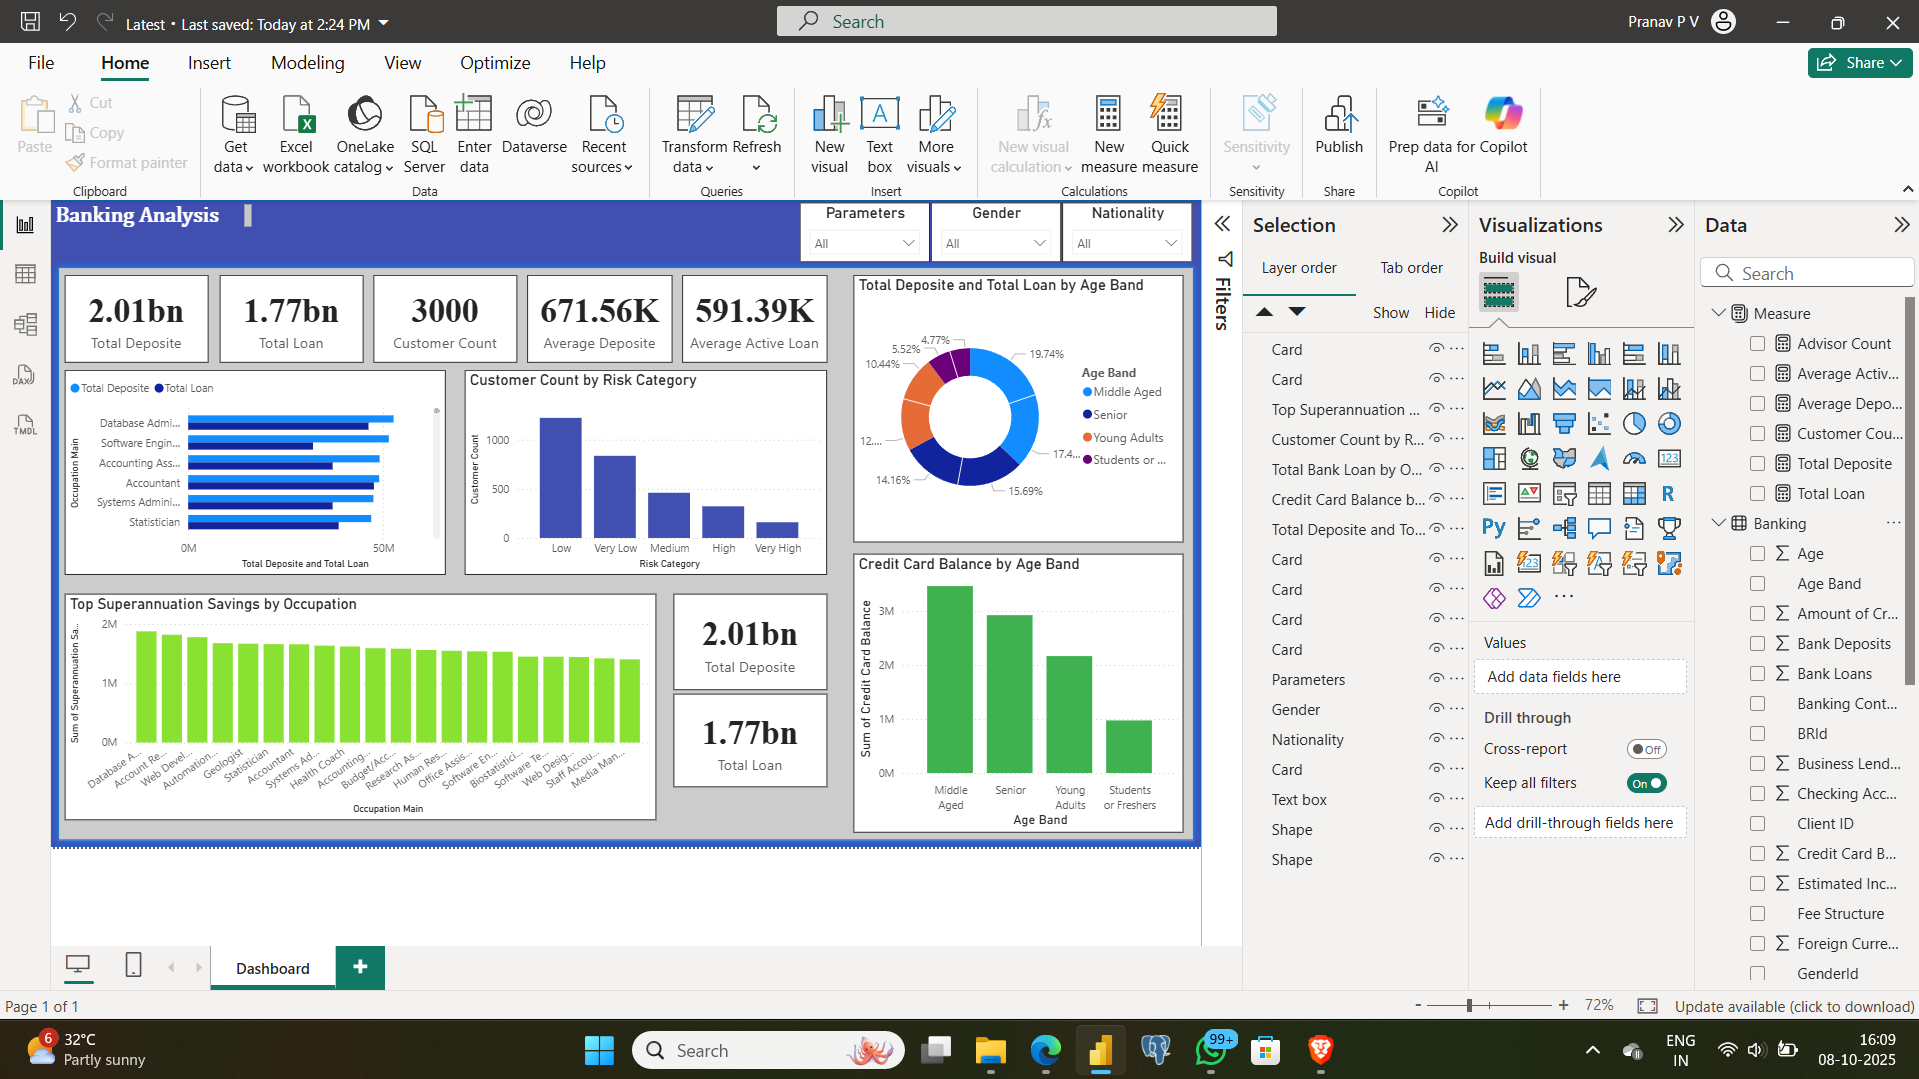 Latest • Last saved: Today at 2:24 PM
Search
Pranav P V
File
Home
Insert
Modeling
View
Optimize
Help
Share
Paste
Cut
Copy
Format painter
Clipboard
Get data
Excel workbook
OneLake catalog
SQL Server
Enter data
Dataverse
Recent sources
Data
Transform data
Refresh
Queries
New visual
Text box
More visuals
Insert
New visual calculation
New measure
Quick measure
Calculations
Sensitivity
Sensitivity
Publish
Share
Prep data for AI
Copilot
Copilot
Banking Analysis
Parameters
All
Gender
All
Nationality
All
2.01bn
Total Deposite
1.77bn
Total Loan
3000
Customer Count
671.56K
Average Deposite
591.39K
Average Active Loan
Total Deposite Total Loan
Occupation Main
Database Admi...
Software Engin...
Accounting Ass...
Accountant
Systems Admini...
Statistician
0M 50M
Total Deposite and Total Loan
Customer Count by Risk Category
Customer Count
1000
500
0
Low Very Low Medium High Very High
Risk Category
Total Deposite and Total Loan by Age Band
4.77%
5.52%
10.44%
12....
14.16%
15.69%
17.4...
19.74%
Age Band
Middle Aged
Senior
Young Adults
Students or ...
Top Superannuation Savings by Occupation
Sum of Superannuation Sa...
2M
1M
0M
Database A...
Account Re...
Web Devel...
Automation...
Geologist
Statistician
Accountant
Systems Ad...
Health Coach
Accounting...
Budget/Acc...
Research As...
Human Res...
Office Assis...
Software En...
Biostatistici...
Software Te...
Web Desig...
Staff Accou...
Media Man...
Occupation Main
2.01bn
Total Deposite
1.77bn
Total Loan
Credit Card Balance by Age Band
Sum of Credit Card Balance
3M
2M
1M
0M
Middle Aged
Senior
Young Adults
Students or Freshers
Age Band
Filters
Selection
Layer order
Tab order
Show
Hide
Card
Card
Top Superannuation ...
Customer Count by R...
Total Bank Loan by O...
Credit Card Balance b...
Total Deposite and To...
Card
Card
Card
Card
Parameters
Gender
Nationality
Card
Text box
Shape
Shape
Visualizations
Build visual
123
R
Py
123
Values
Add data fields here
Drill through
Cross-report
Off
Keep all filters
On
Add drill-through fields here
Data
Search
Measure
Advisor Count
Average Activ...
Average Depo...
Customer Cou...
Total Deposite
Total Loan
Banking
Age
Age Band
Amount of Cr...
Bank Deposits
Bank Loans
Banking Cont...
BRId
Business Lend...
Checking Acc...
Client ID
Credit Card B...
Estimated Inc...
Fee Structure
Foreign Curre...
GenderId
DAX
TMDL
Dashboard
Page 1 of 1
72%
Update available (click to download)
6
32°C
Partly sunny
Search
99+
ENG
IN
16:09
08-10-2025